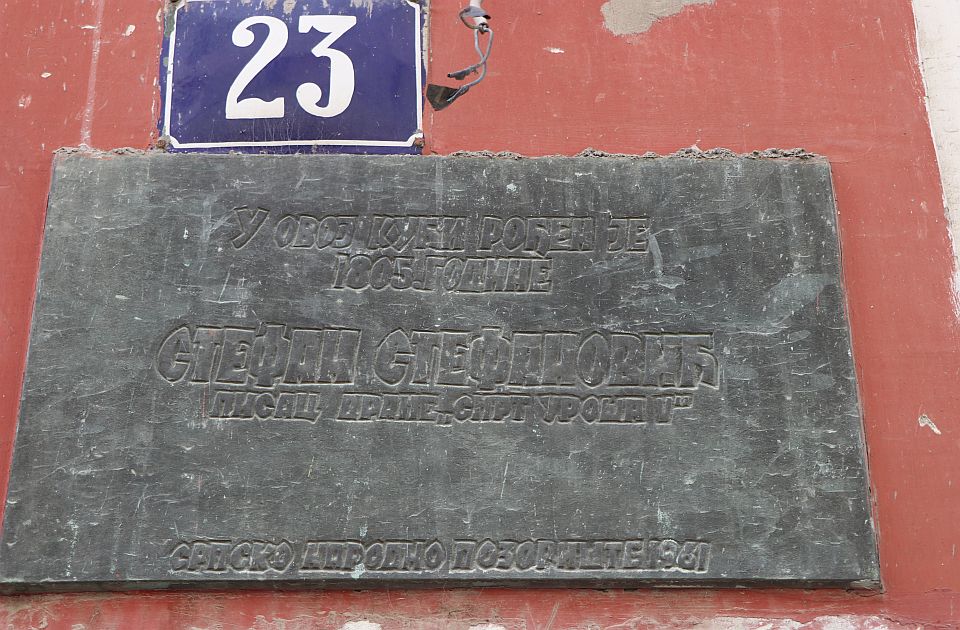 23
У ОВОЈ КУЋИ РОЂЕН ЈЕ
1805. ГОДИНЕ
СТЕФАН СТЕФАНОВИЋ
ПИСАЦ ДРАМЕ „СМРТ УРОША V“
СРПСКО НАРОДНО ПОЗОРИШТЕ 1961